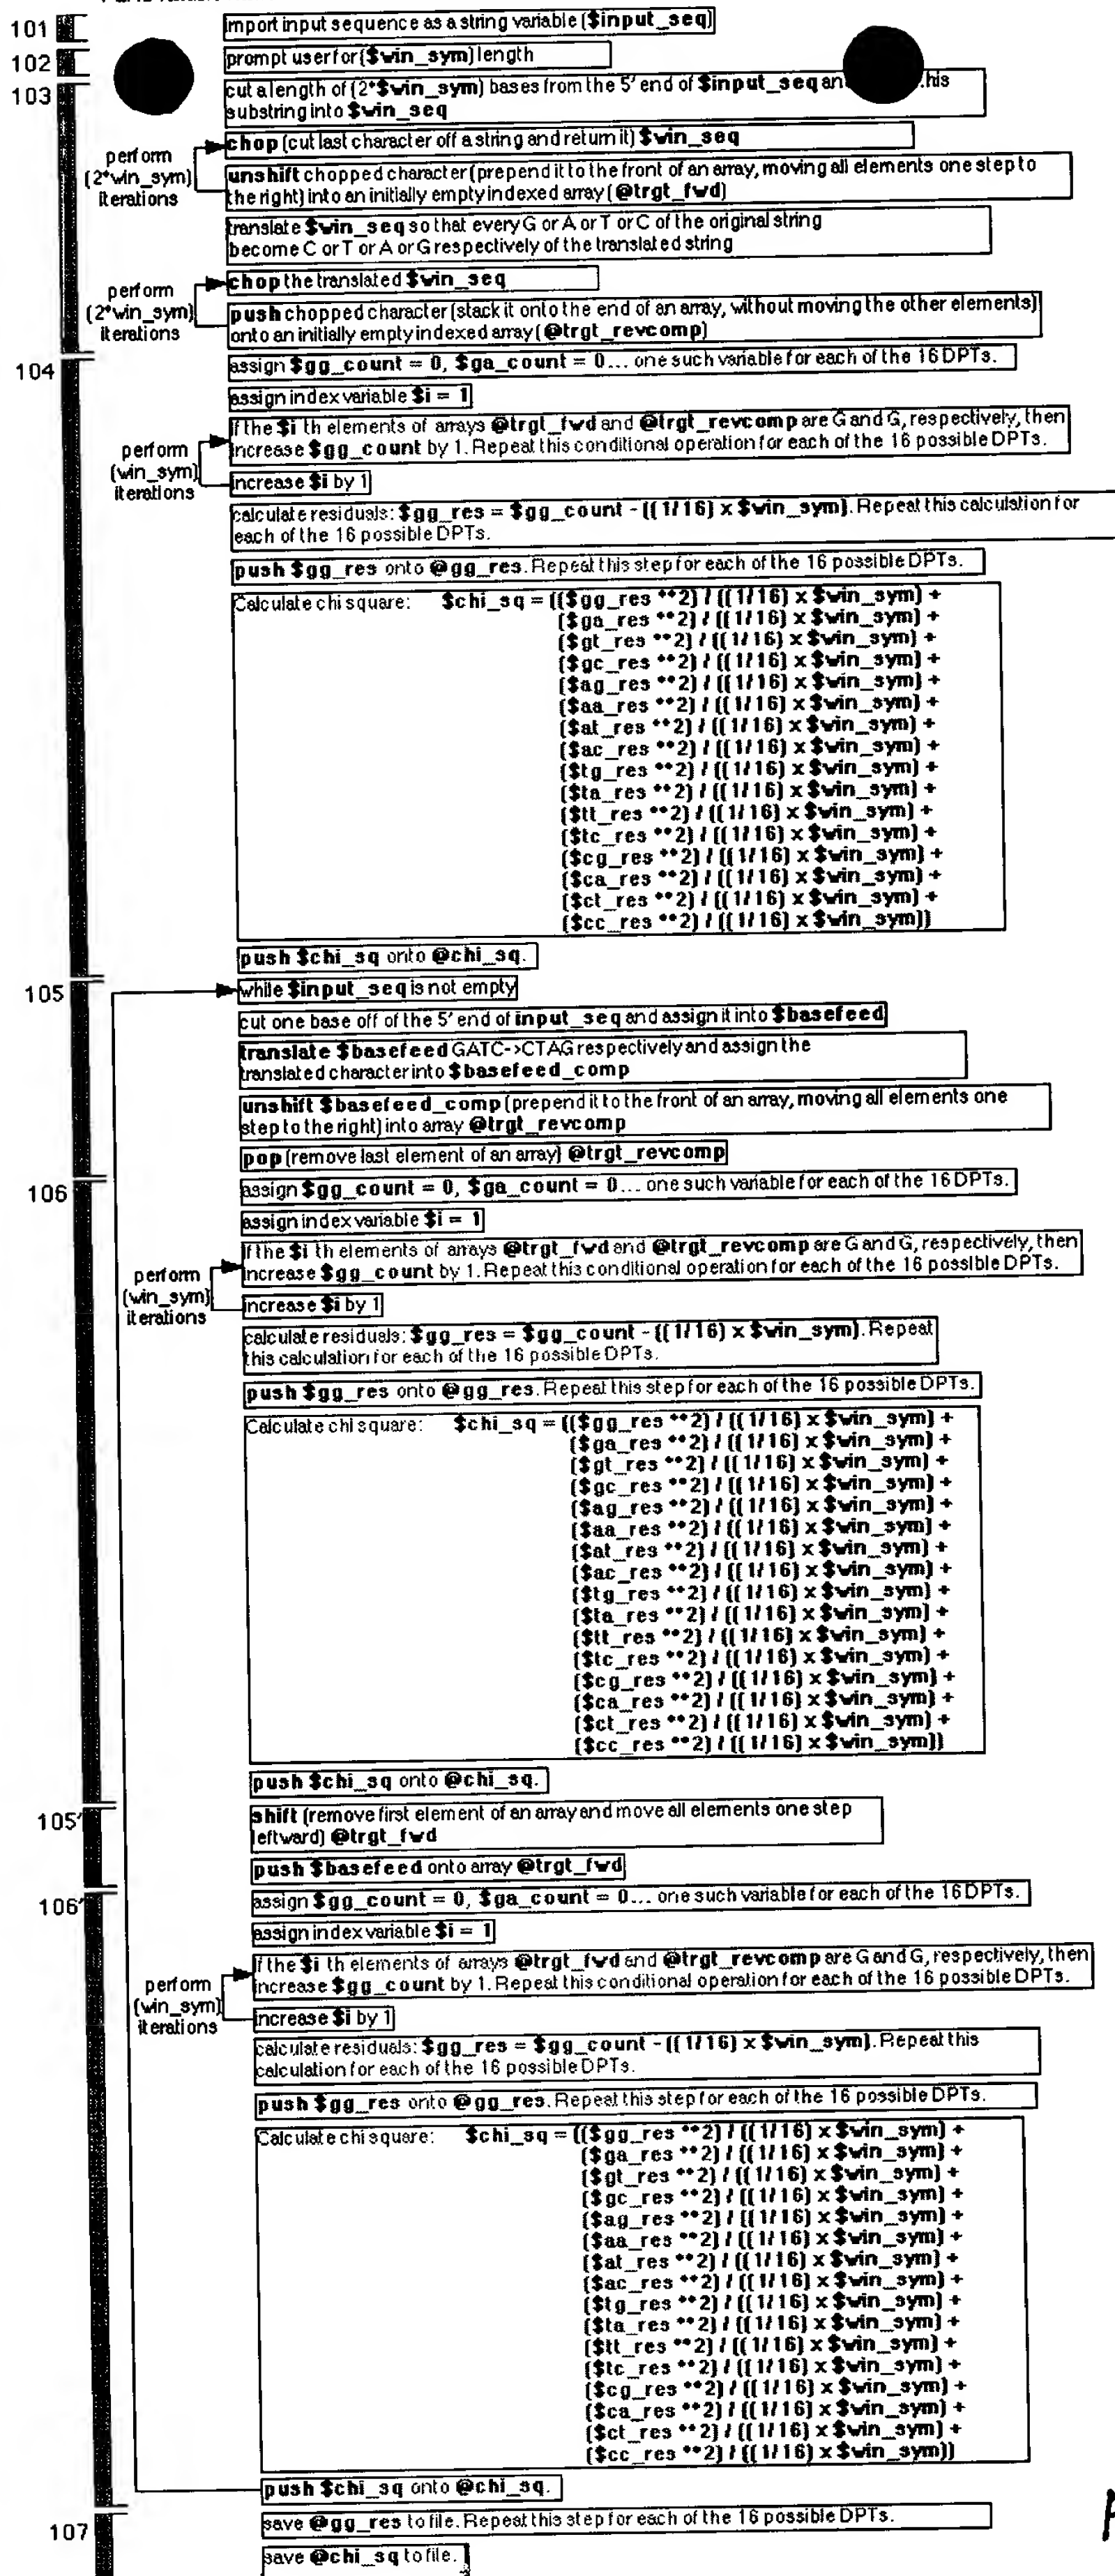 101
import input sequence as a string variable ($input_seq)
102
prompt user for ($win_sym) length
103
cut a length of (2*$win_sym) bases from the 5' end of $input_seq an his
substring into $win_seq
perform
(2*win_sym)
iterations
chop (cut last character off a string and return it) $win_seq
unshift chopped character (prepend it to the front of an array, moving all elements one step to
the right) into an initially empty indexed array (@trgt_fwd)
translate $win_seq so that every G or A or T or C of the original string
become C or T or A or G respectively of the translated string
perform
(2*win_sym)
iterations
chop the translated $win_seq
push chopped character (stack it onto the end of an array, without moving the other elements)
onto an initially empty indexed array (@trgt_revcomp)
104
assign $gg_count = 0, $ga_count = 0... one such variable for each of the 16 DPTs.
assign index variable $i = 1
perform
(win_sym)
iterations
if the $i th elements of arrays @trgt_fwd and @trgt_revcomp are G and G, respectively, then
increase $gg_count by 1. Repeat this conditional operation for each of the 16 possible DPTs.
increase $i by 1
calculate residuals: $gg_res = $gg_count - ((1/16) x $win_sym). Repeat this calculation for
each of the 16 possible DPTs.
push $gg_res onto @gg_res. Repeat this step for each of the 16 possible DPTs.
Calculate chi square: $chi_sq = (($gg_res **2) / ((1/16) x $win_sym) +
($ga_res **2) / ((1/16) x $win_sym) +
($gt_res **2) / ((1/16) x $win_sym) +
($gc_res **2) / ((1/16) x $win_sym) +
($ag_res **2) / ((1/16) x $win_sym) +
($aa_res **2) / ((1/16) x $win_sym) +
($at_res **2) / ((1/16) x $win_sym) +
($ac_res **2) / ((1/16) x $win_sym) +
($tg_res **2) / ((1/16) x $win_sym) +
($ta_res **2) / ((1/16) x $win_sym) +
($tt_res **2) / ((1/16) x $win_sym) +
($tc_res **2) / ((1/16) x $win_sym) +
($cg_res **2) / ((1/16) x $win_sym) +
($ca_res **2) / ((1/16) x $win_sym) +
($ct_res **2) / ((1/16) x $win_sym) +
($cc_res **2) / ((1/16) x $win_sym))
push $chi_sq onto @chi_sq.
105
while $input_seq is not empty
cut one base off of the 5' end of input_seq and assign it into $basefeed
translate $basefeed GATC->CTAG respectively and assign the
translated character into $basefeed_comp
unshift $basefeed_comp (prepend it to the front of an array, moving all elements one
step to the right) into array @trgt_revcomp
pop (remove last element of an array) @trgt_revcomp
106
assign $gg_count = 0, $ga_count = 0... one such variable for each of the 16 DPTs.
assign index variable $i = 1
perform
(win_sym)
iterations
if the $i th elements of arrays @trgt_fwd and @trgt_revcomp are G and G, respectively, then
increase $gg_count by 1. Repeat this conditional operation for each of the 16 possible DPTs.
increase $i by 1
calculate residuals: $gg_res = $gg_count - ((1/16) x $win_sym). Repeat
this calculation for each of the 16 possible DPTs.
push $gg_res onto @gg_res. Repeat this step for each of the 16 possible DPTs.
Calculate chi square: $chi_sq = (($gg_res **2) / ((1/16) x $win_sym) +
($ga_res **2) / ((1/16) x $win_sym) +
($gt_res **2) / ((1/16) x $win_sym) +
($gc_res **2) / ((1/16) x $win_sym) +
($ag_res **2) / ((1/16) x $win_sym) +
($aa_res **2) / ((1/16) x $win_sym) +
($at_res **2) / ((1/16) x $win_sym) +
($ac_res **2) / ((1/16) x $win_sym) +
($tg_res **2) / ((1/16) x $win_sym) +
($ta_res **2) / ((1/16) x $win_sym) +
($tt_res **2) / ((1/16) x $win_sym) +
($tc_res **2) / ((1/16) x $win_sym) +
($cg_res **2) / ((1/16) x $win_sym) +
($ca_res **2) / ((1/16) x $win_sym) +
($ct_res **2) / ((1/16) x $win_sym) +
($cc_res **2) / ((1/16) x $win_sym))
push $chi_sq onto @chi_sq.
105'
shift (remove first element of an array and move all elements one step
leftward) @trgt_fwd
push $basefeed onto array @trgt_fwd
106'
assign $gg_count = 0, $ga_count = 0... one such variable for each of the 16 DPTs.
assign index variable $i = 1
perform
(win_sym)
iterations
if the $i th elements of arrays @trgt_fwd and @trgt_revcomp are G and G, respectively, then
increase $gg_count by 1. Repeat this conditional operation for each of the 16 possible DPTs.
increase $i by 1
calculate residuals: $gg_res = $gg_count - ((1/16) x $win_sym). Repeat this
calculation for each of the 16 possible DPTs.
push $gg_res onto @gg_res. Repeat this step for each of the 16 possible DPTs.
Calculate chi square: $chi_sq = (($gg_res **2) / ((1/16) x $win_sym) +
($ga_res **2) / ((1/16) x $win_sym) +
($gt_res **2) / ((1/16) x $win_sym) +
($gc_res **2) / ((1/16) x $win_sym) +
($ag_res **2) / ((1/16) x $win_sym) +
($aa_res **2) / ((1/16) x $win_sym) +
($at_res **2) / ((1/16) x $win_sym) +
($ac_res **2) / ((1/16) x $win_sym) +
($tg_res **2) / ((1/16) x $win_sym) +
($ta_res **2) / ((1/16) x $win_sym) +
($tt_res **2) / ((1/16) x $win_sym) +
($tc_res **2) / ((1/16) x $win_sym) +
($cg_res **2) / ((1/16) x $win_sym) +
($ca_res **2) / ((1/16) x $win_sym) +
($ct_res **2) / ((1/16) x $win_sym) +
($cc_res **2) / ((1/16) x $win_sym))
push $chi_sq onto @chi_sq.
107
save @gg_res to file. Repeat this step for each of the 16 possible DPTs.
save @chi_sq to file.